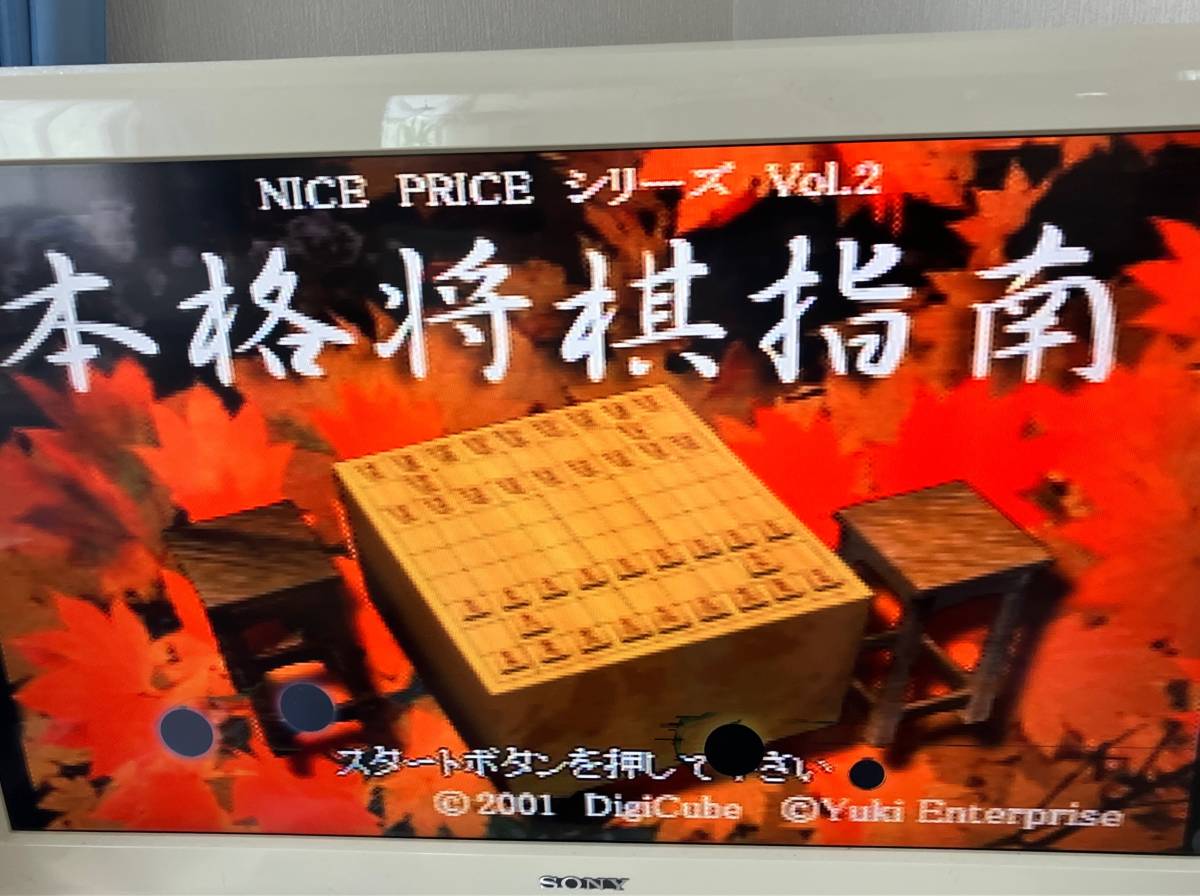 NICE PRICE シリーズ Vol.2
本格将棋指南
スタートボタンを押して さい
©2001 DigiCube ©Yuki Enterprise
SONY